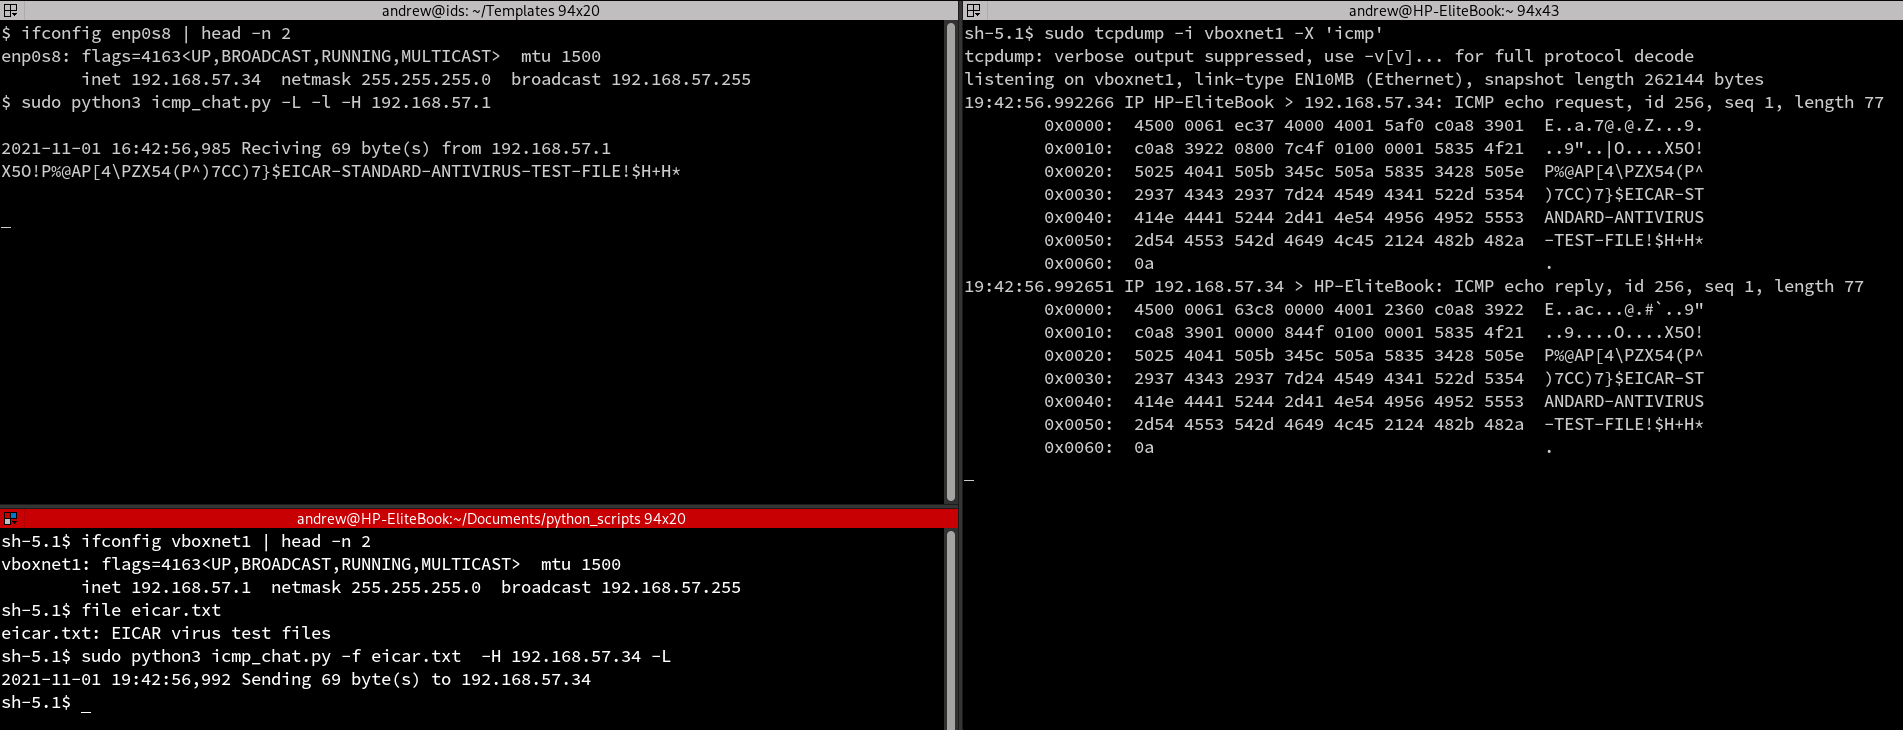 andrew@ids: ~/Templates 94x20
$ ifconfig enp0s8 | head -n 2
enp0s8: flags=4163<UP,BROADCAST,RUNNING,MULTICAST>  mtu 1500
        inet 192.168.57.34  netmask 255.255.255.0  broadcast 192.168.57.255
$ sudo python3 icmp_chat.py -L -l -H 192.168.57.1
2021-11-01 16:42:56,985 Reciving 69 byte(s) from 192.168.57.1
X5O!P%@AP[4\PZX54(P^)7CC)7}$EICAR-STANDARD-ANTIVIRUS-TEST-FILE!$H+H*
_
andrew@HP-EliteBook:~/Documents/python_scripts 94x20
sh-5.1$ ifconfig vboxnet1 | head -n 2
vboxnet1: flags=4163<UP,BROADCAST,RUNNING,MULTICAST>  mtu 1500
        inet 192.168.57.1  netmask 255.255.255.0  broadcast 192.168.57.255
sh-5.1$ file eicar.txt
eicar.txt: EICAR virus test files
sh-5.1$ sudo python3 icmp_chat.py -f eicar.txt  -H 192.168.57.34 -L
2021-11-01 19:42:56,992 Sending 69 byte(s) to 192.168.57.34
sh-5.1$ _
andrew@HP-EliteBook:~ 94x43
sh-5.1$ sudo tcpdump -i vboxnet1 -X 'icmp'
tcpdump: verbose output suppressed, use -v[v]... for full protocol decode
listening on vboxnet1, link-type EN10MB (Ethernet), snapshot length 262144 bytes
19:42:56.992266 IP HP-EliteBook > 192.168.57.34: ICMP echo request, id 256, seq 1, length 77
        0x0000:  4500 0061 ec37 4000 4001 5af0 c0a8 3901  E..a.7@.@.Z...9.
        0x0010:  c0a8 3922 0800 7c4f 0100 0001 5835 4f21  ..9"..|O....X5O!
        0x0020:  5025 4041 505b 345c 505a 5835 3428 505e  P%@AP[4\PZX54(P^
        0x0030:  2937 4343 2937 7d24 4549 4341 522d 5354  )7CC)7}$EICAR-ST
        0x0040:  414e 4441 5244 2d41 4e54 4956 4952 5553  ANDARD-ANTIVIRUS
        0x0050:  2d54 4553 542d 4649 4c45 2124 482b 482a  -TEST-FILE!$H+H*
        0x0060:  0a                                       .
19:42:56.992651 IP 192.168.57.34 > HP-EliteBook: ICMP echo reply, id 256, seq 1, length 77
        0x0000:  4500 0061 63c8 0000 4001 2360 c0a8 3922  E..ac...@.#`..9"
        0x0010:  c0a8 3901 0000 844f 0100 0001 5835 4f21  ..9....O....X5O!
        0x0020:  5025 4041 505b 345c 505a 5835 3428 505e  P%@AP[4\PZX54(P^
        0x0030:  2937 4343 2937 7d24 4549 4341 522d 5354  )7CC)7}$EICAR-ST
        0x0040:  414e 4441 5244 2d41 4e54 4956 4952 5553  ANDARD-ANTIVIRUS
        0x0050:  2d54 4553 542d 4649 4c45 2124 482b 482a  -TEST-FILE!$H+H*
        0x0060:  0a                                       .
_